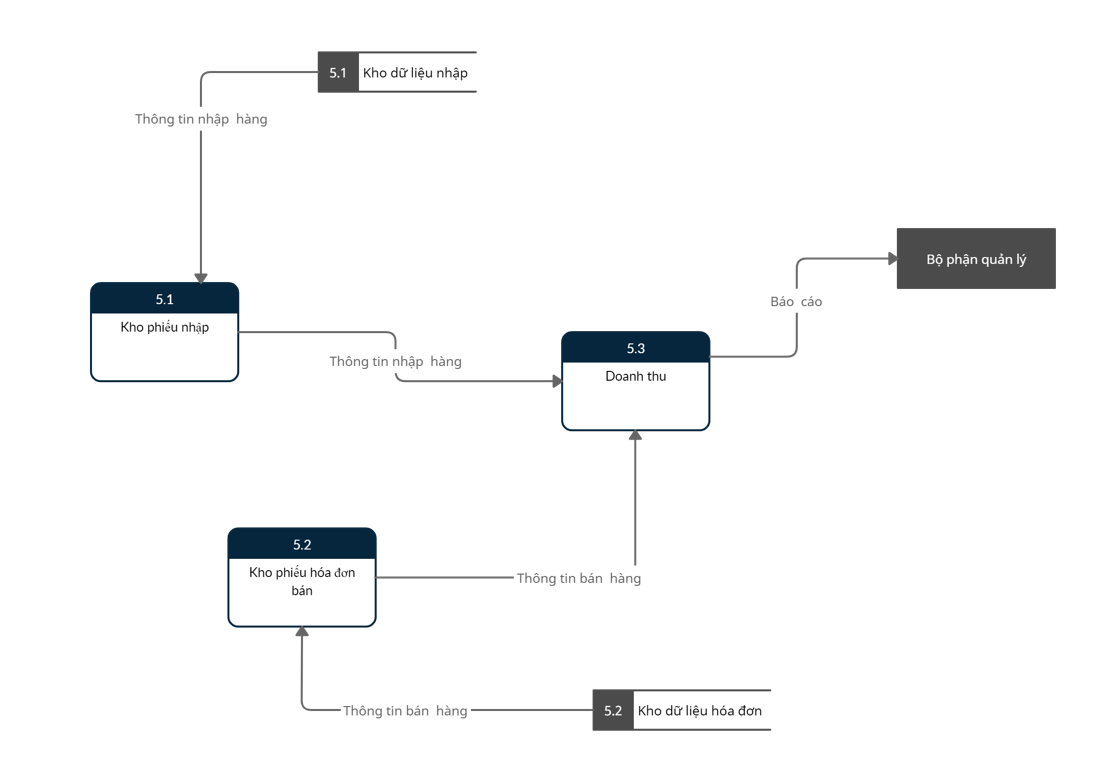 5.1 Kho dữ liệu nhập
Thông tin nhập hàng
Bộ phận quản lý
5.1
Kho phiếu nhập
Báo cáo
Thông tin nhập hàng
5.3
Doanh thu
5.2
Kho phiếu hóa đơn
bán
Thông tin bán hàng
Thông tin bán hàng
5.2 Kho dữ liệu hóa đơn